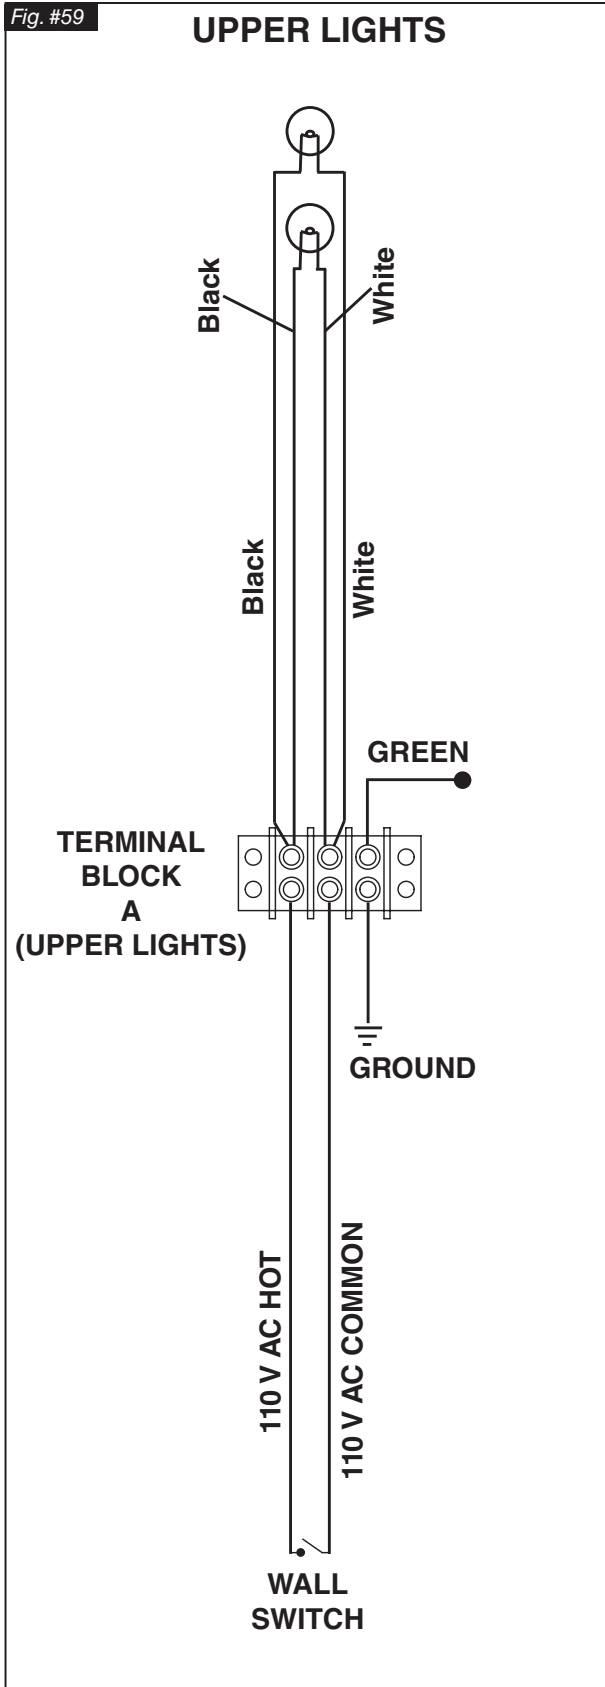 Fig. #59
UPPER LIGHTS
Black
White
Black
White
GREEN
TERMINAL
BLOCK
A
(UPPER LIGHTS)
GROUND
110 V AC HOT
110 V AC COMMON
WALL
SWITCH